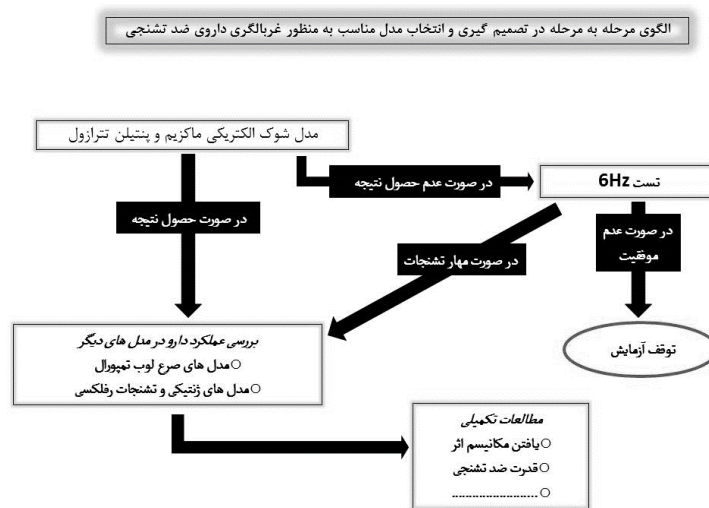 الگوی مرحله به مرحله در تصمیم گیری و انتخاب مدل مناسب به منظور غربالگری داروی ضد تشنجی
مدل شوک الکتریکی ماکزیم و پنتیلن تترازول
در صورت عدم حصول نتیجه
تست 6Hz
در صورت حصول نتیجه
در صورت عدم
موفقیت
در صورت مهار تشنجات
بررسی عملکرد دارو در مدل های دیگر
○مدل های صرع لوب تمپورال
○مدل های ژنتیکی و تشنجات رفلکسی
توقف آزمایش
مطالعات تکمیلی
○یافتن مکانیسم اثر
○قدرت ضد تشنجی
○ .........................